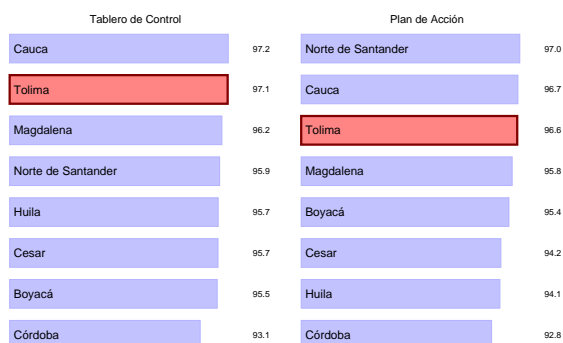 Tablero de Control
Cauca 97.2
Tolima 97.1
Magdalena 96.2
Norte de Santander 95.9
Huila 95.7
Cesar 95.7
Boyacá 95.5
Córdoba 93.1
Plan de Acción
Norte de Santander 97.0
Cauca 96.7
Tolima 96.6
Magdalena 95.8
Boyacá 95.4
Cesar 94.2
Huila 94.1
Córdoba 92.8